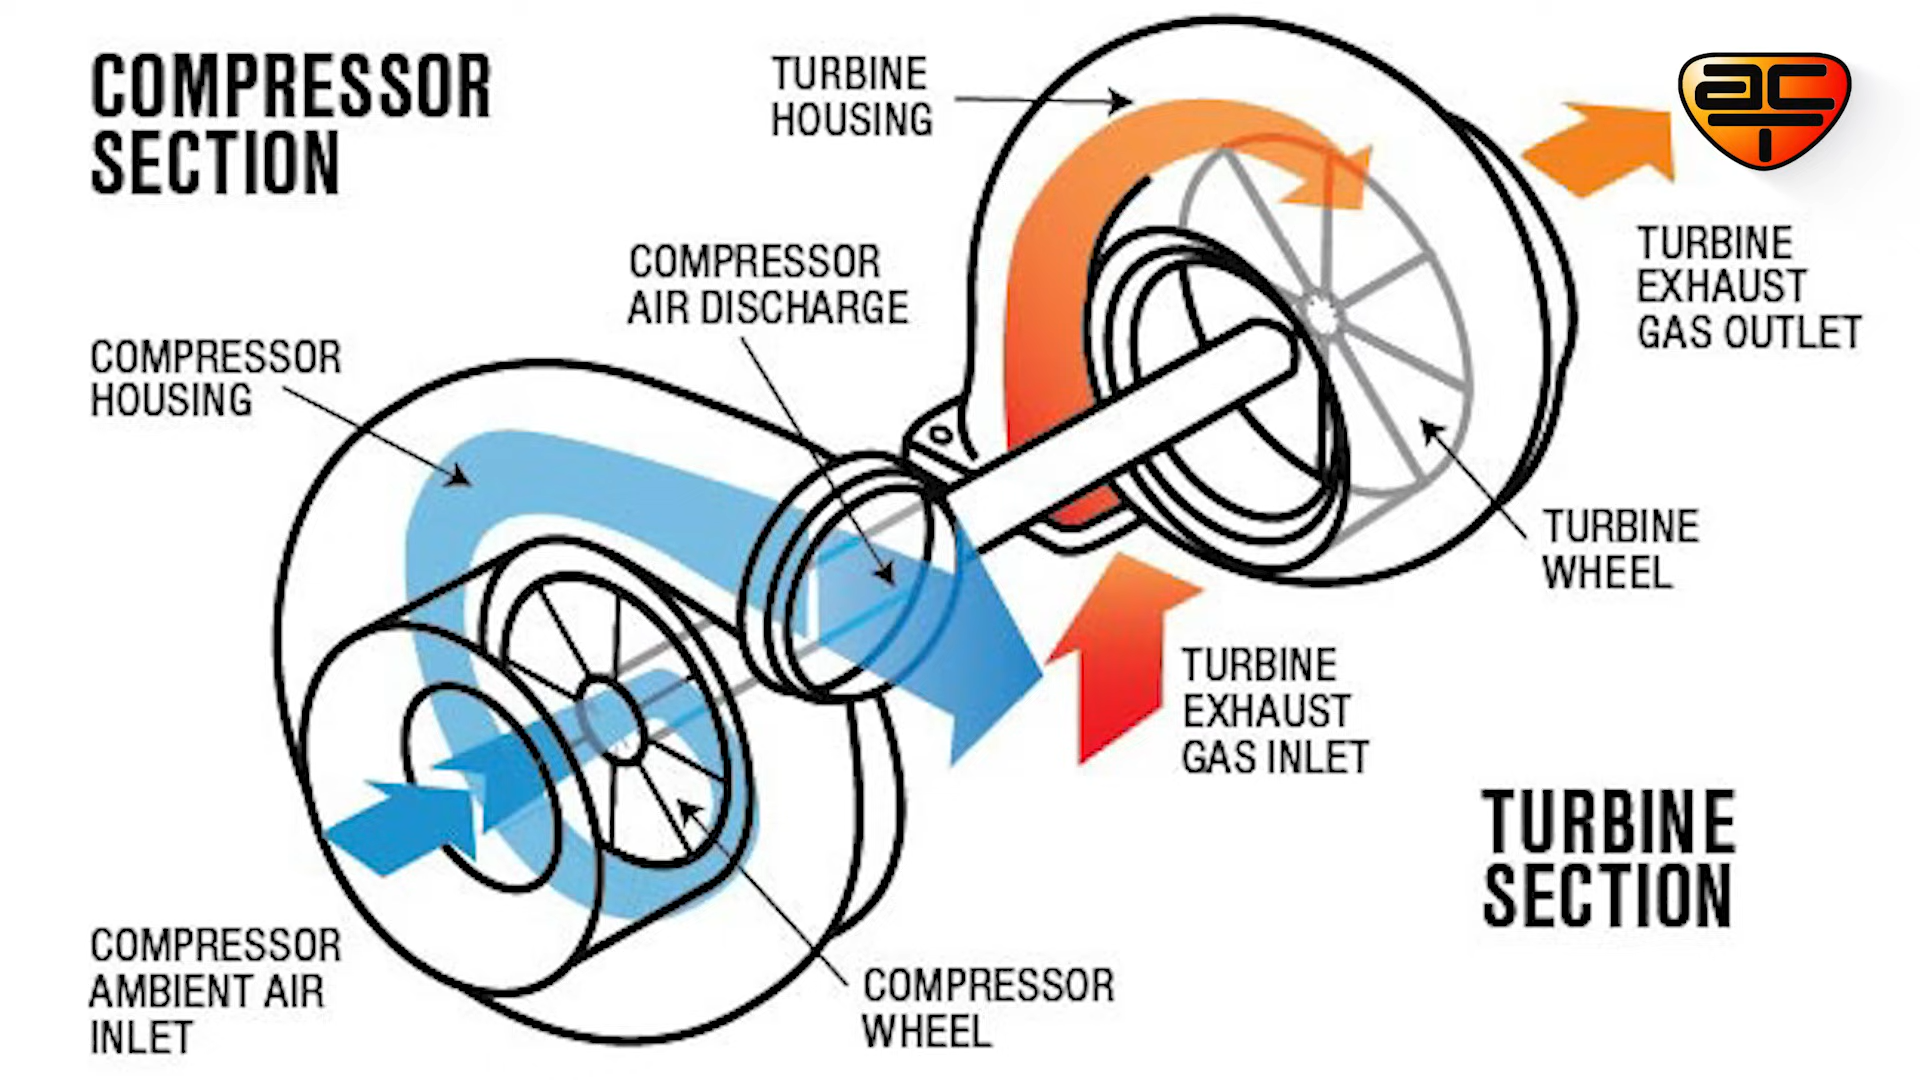 COMPRESSOR
SECTION
TURBINE
HOUSING
act
TURBINE
EXHAUST
GAS OUTLET
COMPRESSOR
AIR DISCHARGE
COMPRESSOR
HOUSING
TURBINE
WHEEL
TURBINE
EXHAUST
GAS INLET
TURBINE
SECTION
COMPRESSOR
AMBIENT AIR
INLET
COMPRESSOR
WHEEL